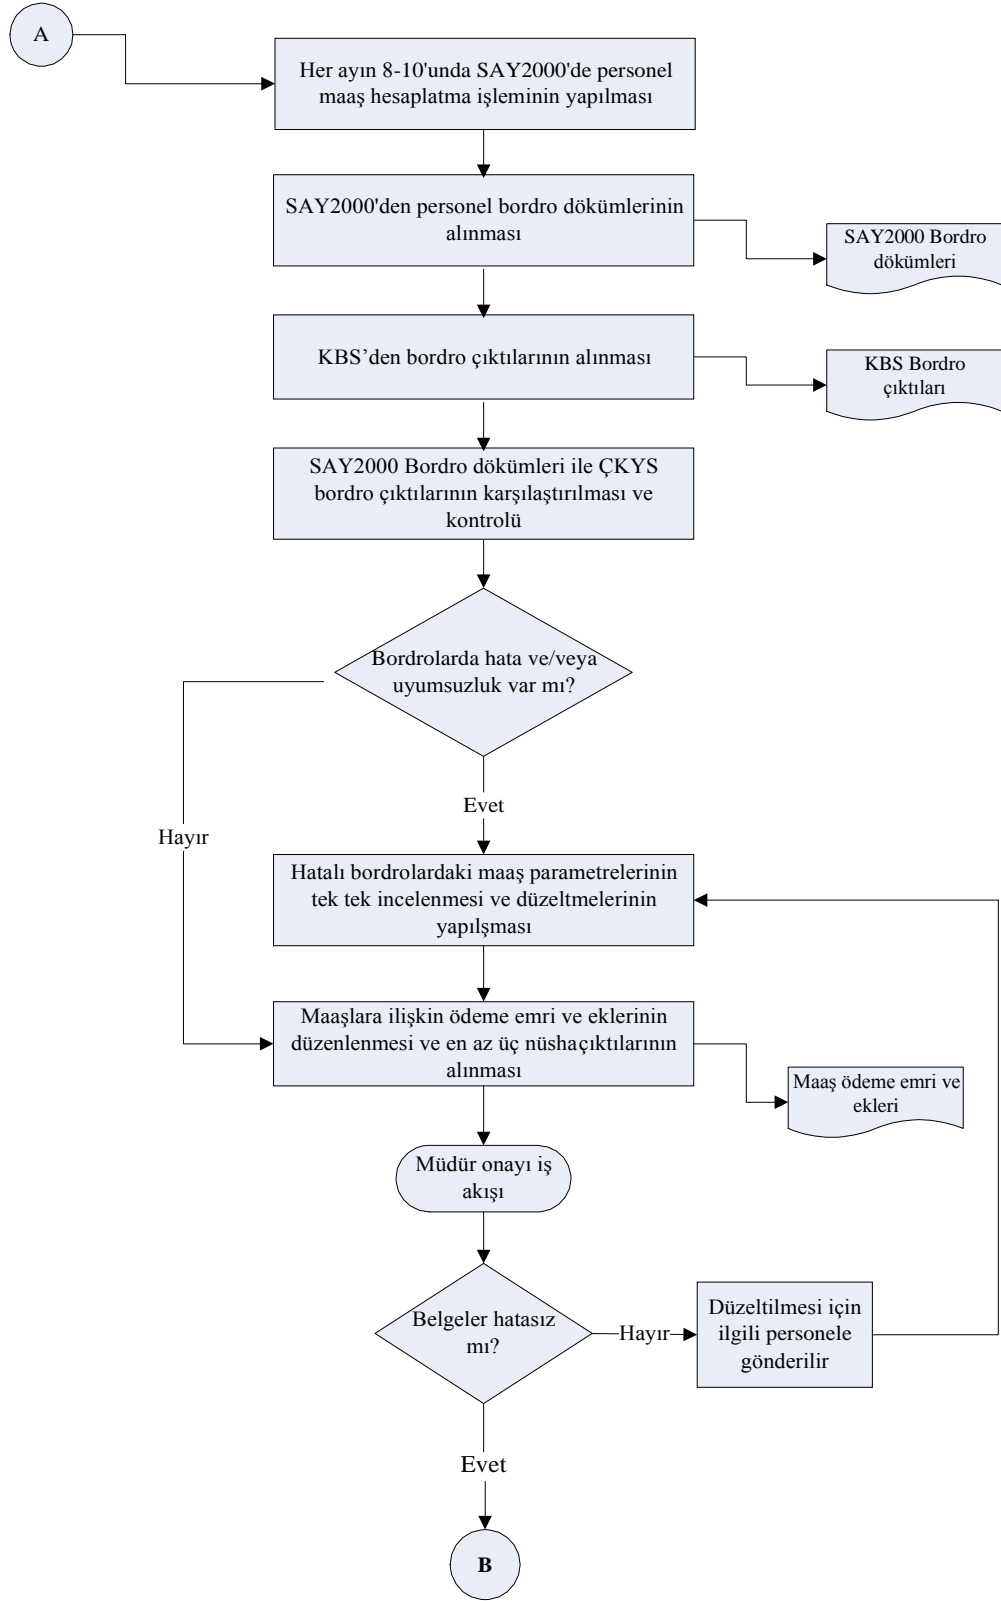 A
Her ayın 8-10'unda SAY2000'de personel
maaş hesaplatma işleminin yapılması
SAY2000'den personel bordro dökümlerinin
alınması
SAY2000 Bordro
dökümleri
KBS’den bordro çıktılarının alınması
KBS Bordro
çıktıları
SAY2000 Bordro dökümleri ile ÇKYS
bordro çıktılarının karşılaştırılması ve
kontrolü
Bordrolarda hata ve/veya
uyumsuzluk var mı?
Evet
Hayır
Hatalı bordrolardaki maaş parametrelerinin
tek tek incelenmesi ve düzeltmelerinin
yapılşması
Maaşlara ilişkin ödeme emri ve eklerinin
düzenlenmesi ve en az üç nüshaçıktılarının
alınması
Maaş ödeme emri ve
ekleri
Müdür onayı iş
akışı
Belgeler hatasız
mı?
Hayır
Düzeltilmesi için
ilgili personele
gönderilir
Evet
B